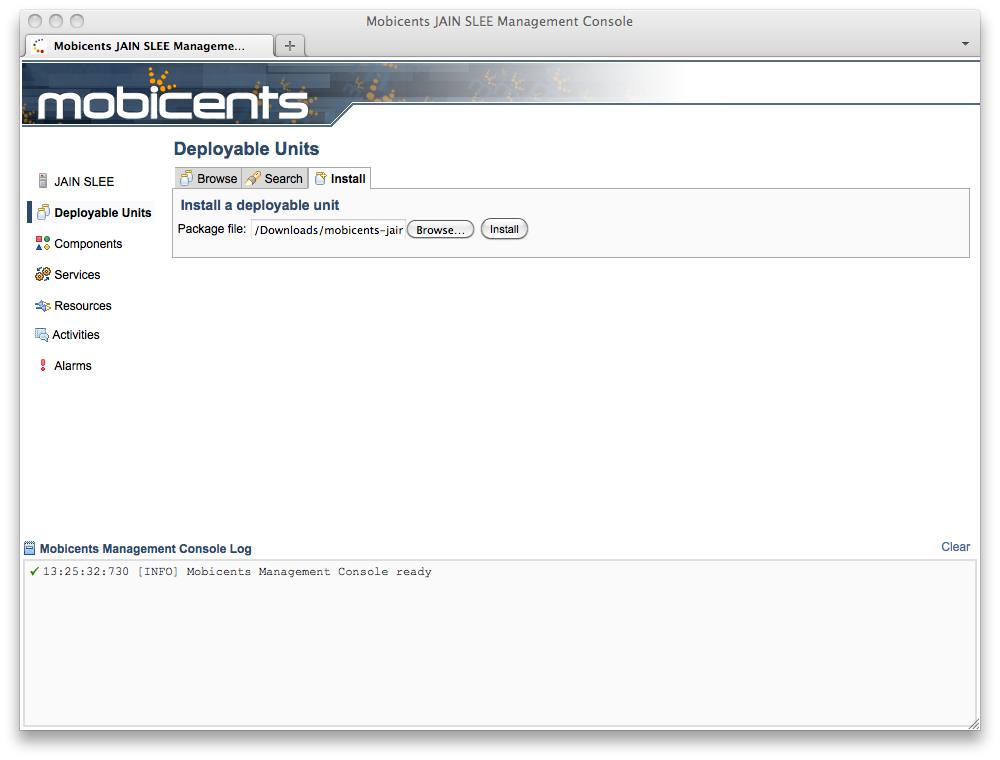 Mobicents JAIN SLEE Management Console
Mobicents JAIN SLEE Manageme...
mobicents
Deployable Units
Browse Search Install
Install a deployable unit
Package file: /Downloads/mobicents-jair Browse... Install
JAIN SLEE
Deployable Units
Components
Services
Resources
Activities
Alarms
Mobicents Management Console Log Clear
13:25:32:730 [INFO] Mobicents Management Console ready